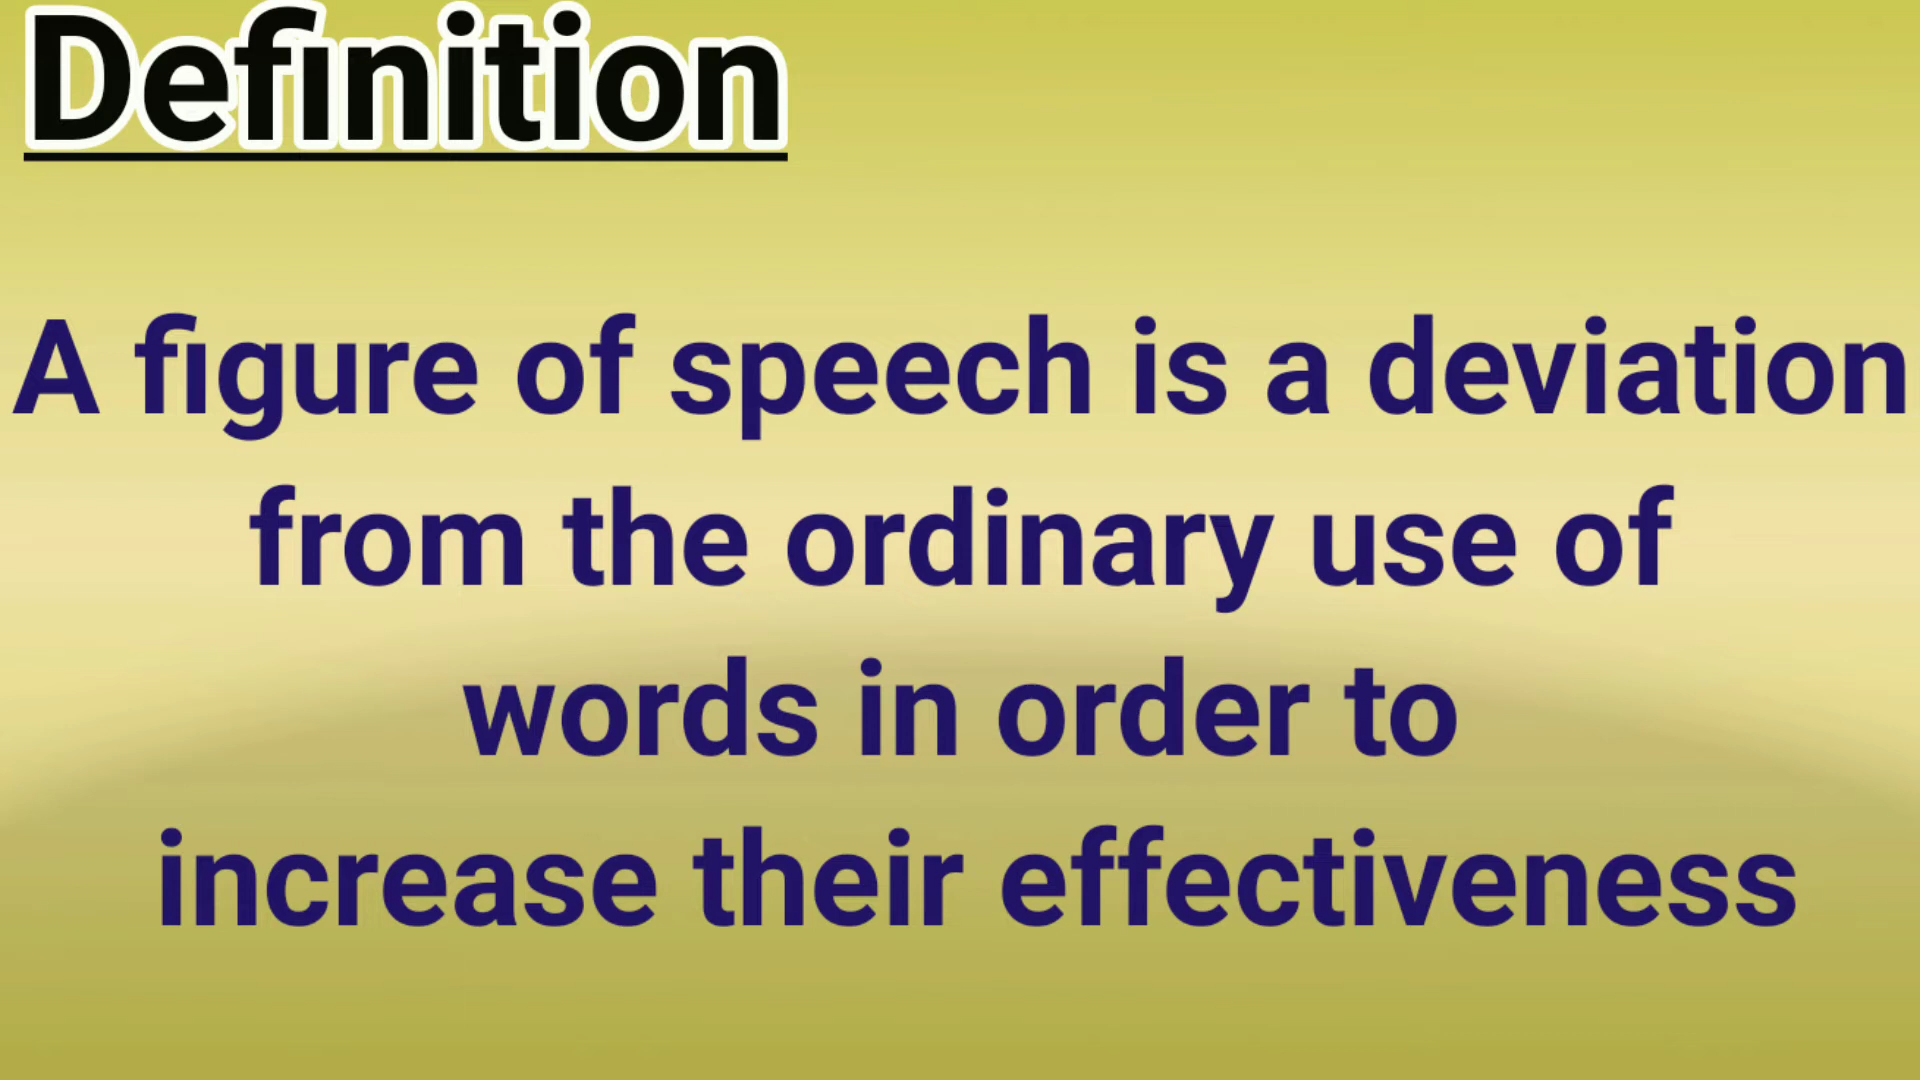 Definition
A figure of speech is a deviation
from the ordinary use of
words in order to
increase their effectiveness